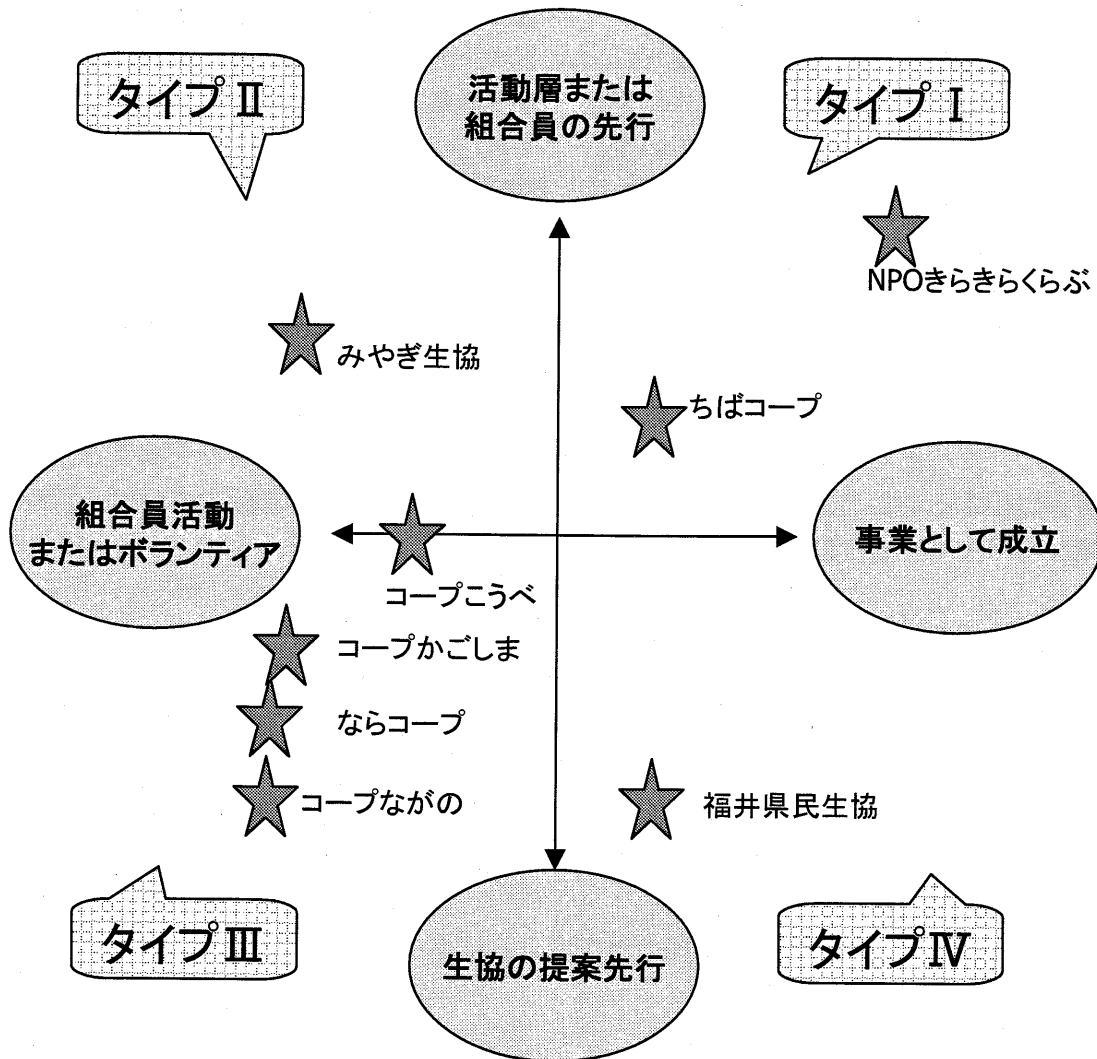 タイプⅡ
活動層または
組合員の先行
タイプⅠ
NPOきらきらくらぶ
みやぎ生協
ちばコープ
組合員活動
またはボランティア
事業として成立
コープこうべ
コープかごしま
ならコープ
コープながの
福井県民生協
タイプⅢ
生協の提案先行
タイプⅣ